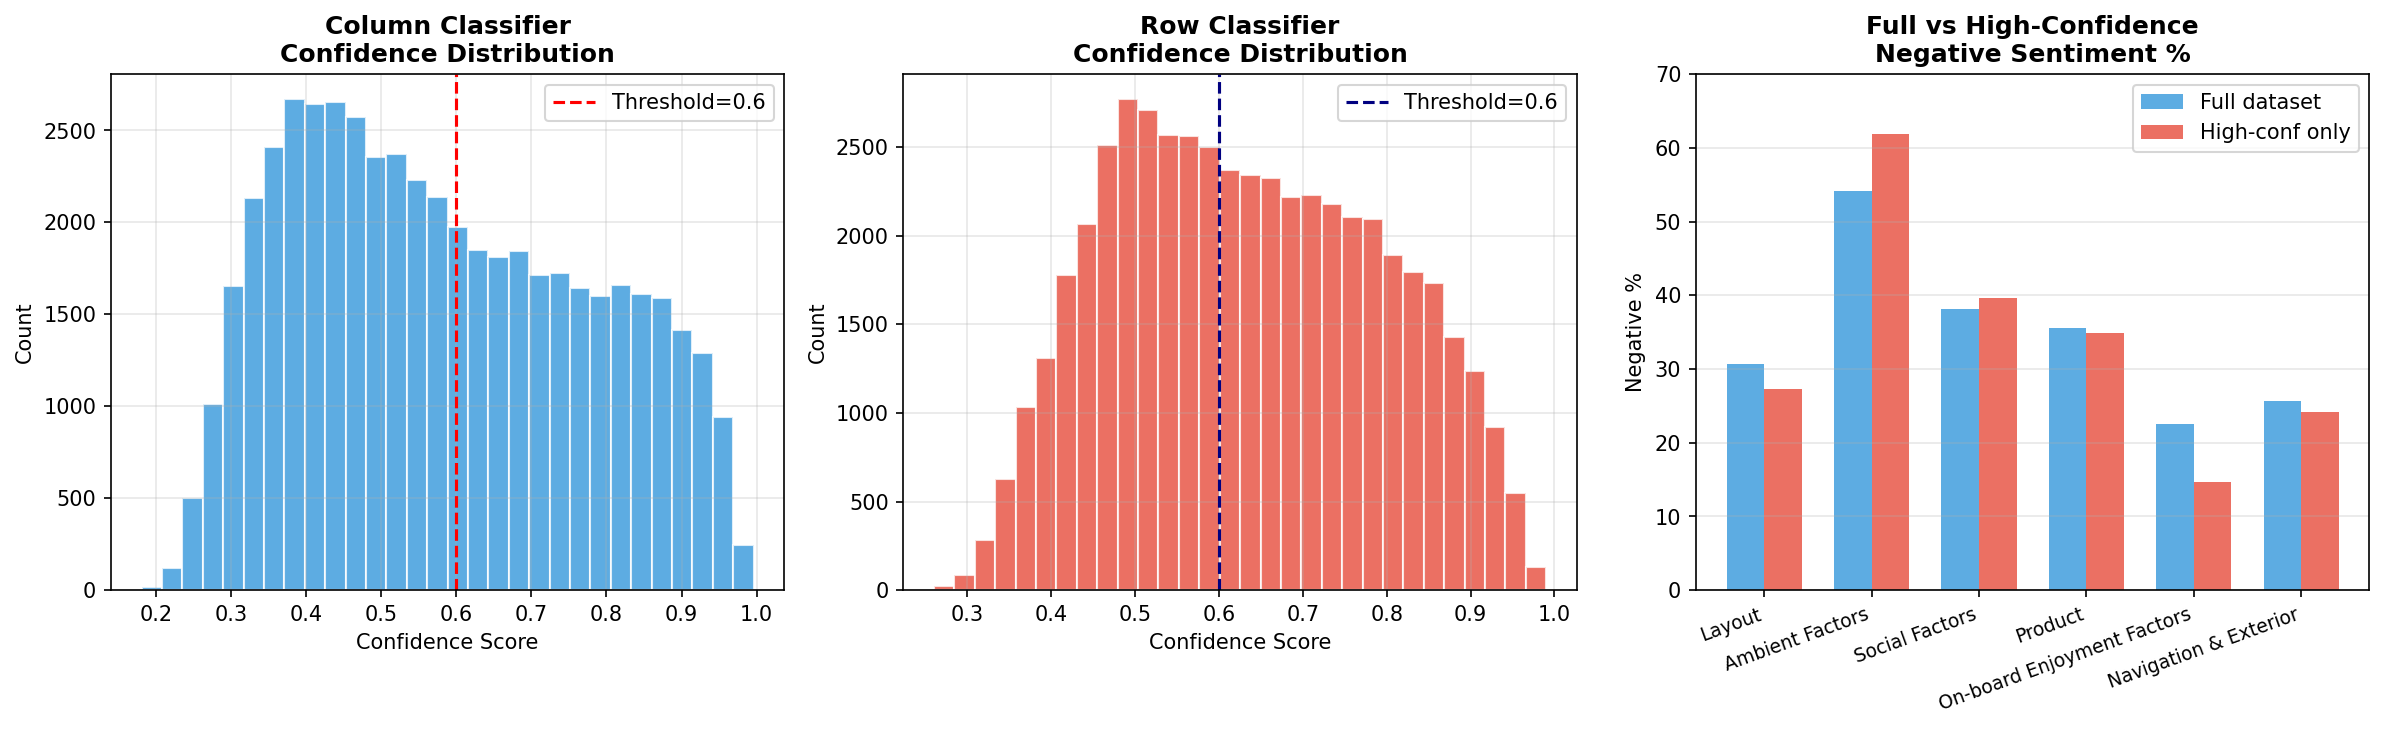 Column Classifier
Confidence Distribution
Threshold=0.6
Count
2500
2000
1500
1000
500
0
0.2 0.3 0.4 0.5 0.6 0.7 0.8 0.9 1.0
Confidence Score
Row Classifier
Confidence Distribution
Threshold=0.6
Count
2500
2000
1500
1000
500
0
0.3 0.4 0.5 0.6 0.7 0.8 0.9 1.0
Confidence Score
Full vs High-Confidence
Negative Sentiment %
Full dataset
High-conf only
Negative %
70
60
50
40
30
20
10
0
Layout
Ambient Factors
Social Factors
Product
On-board Enjoyment Factors
Navigation & Exterior